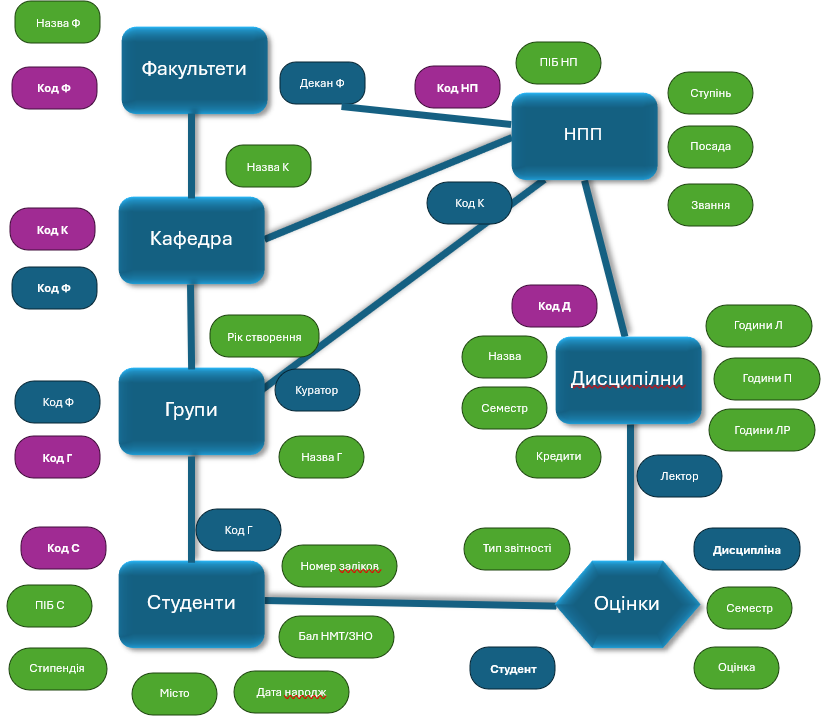 Назва Ф
Факультети
Код Ф
Декан Ф
Код НП
ПІБ НП
НПП
Ступінь
Посада
Звання
Назва К
Код К
Код К
Кафедра
Код Ф
Код Д
Рік створення
Назва
Години Л
Дисципілни
Години П
Куратор
Код Ф
Групи
Семестр
Години ЛР
Код Г
Назва Г
Кредити
Лектор
Код Г
Код С
Тип звітності
Дисципліна
Номер заліков
ПІБ С
Студенти
Оцінки
Семестр
Бал НМТ/ЗНО
Стипендія
Студент
Оцінка
Місто
Дата народж